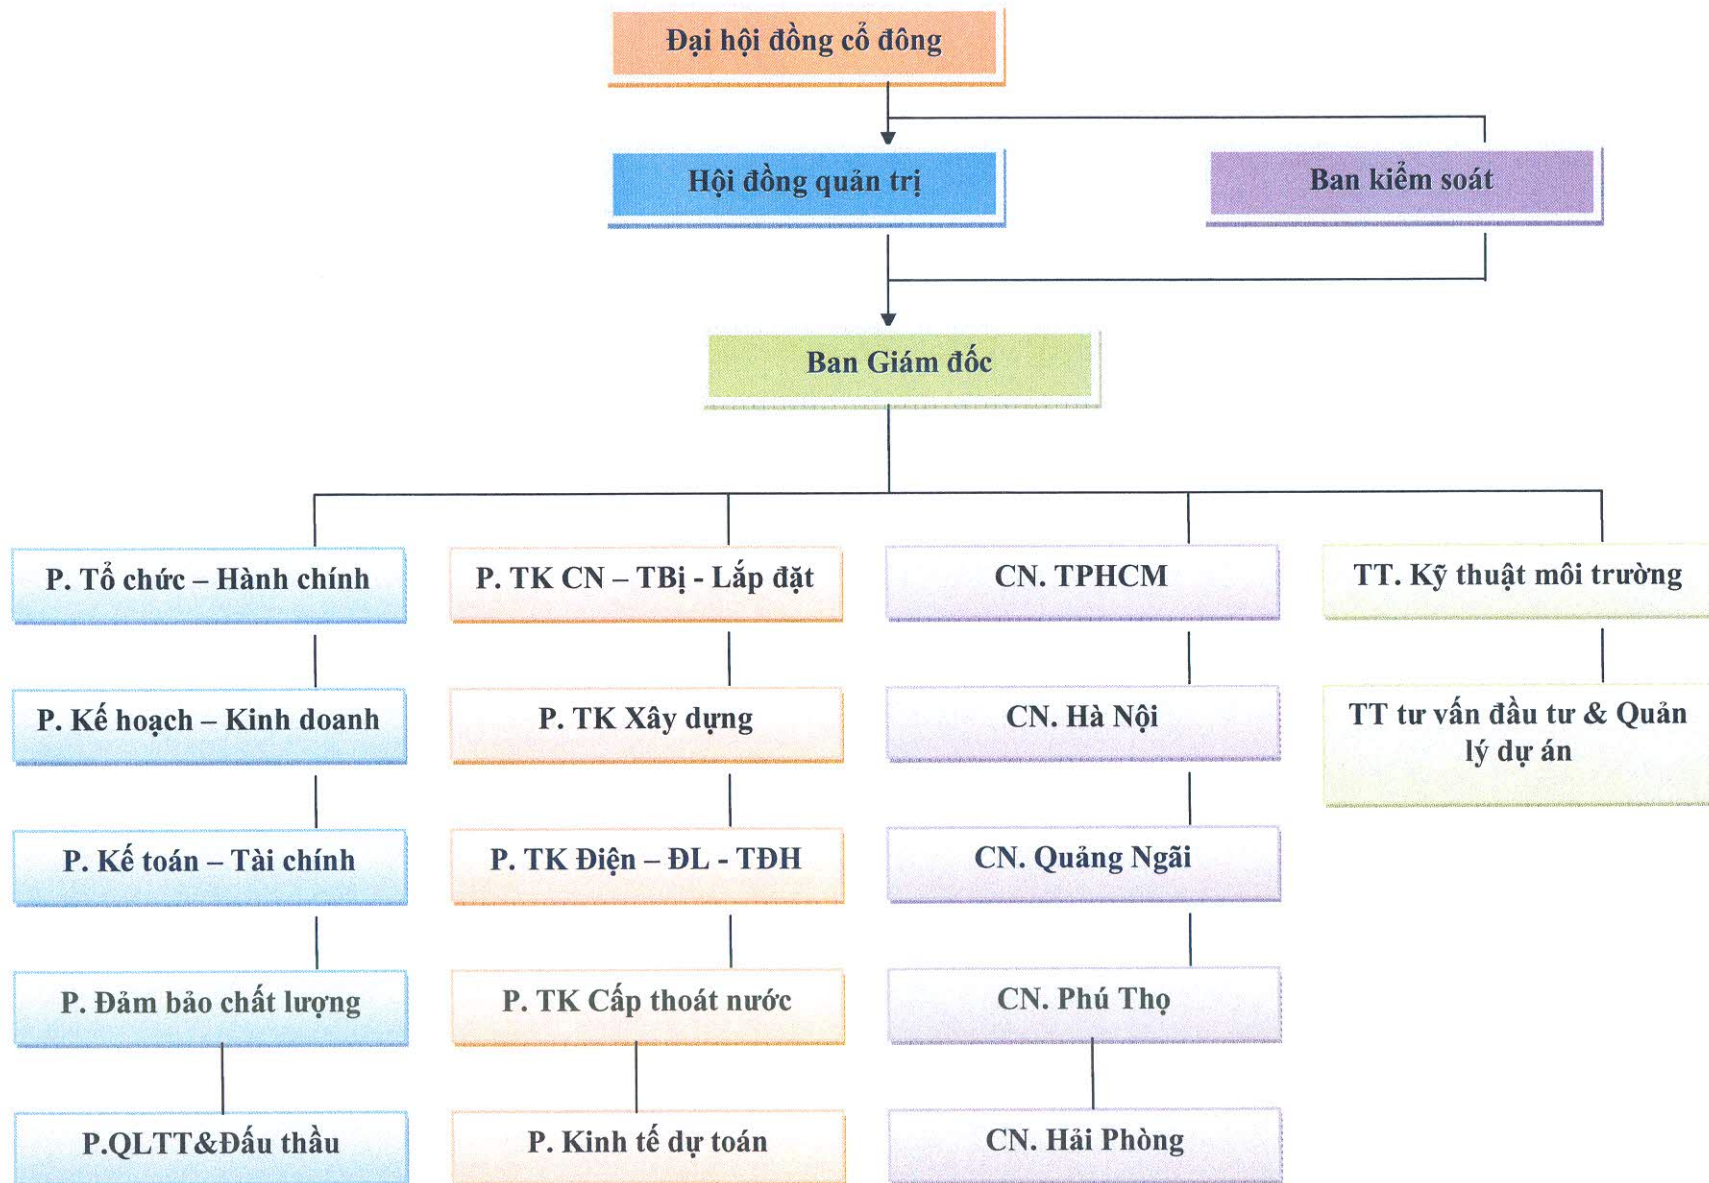 Đại hội đồng cổ đông
Hội đồng quản trị
Ban kiểm soát
Ban Giám đốc
P. Tổ chức – Hành chính
P. TK CN – TBị - Lắp đặt
CN. TPHCM
TT. Kỹ thuật môi trường
P. Kế hoạch – Kinh doanh
P. TK Xây dựng
CN. Hà Nội
TT tư vấn đầu tư & Quản
lý dự án
P. Kế toán – Tài chính
P. TK Điện – ĐL - TĐH
CN. Quảng Ngãi
P. Đảm bảo chất lượng
P. TK Cấp thoát nước
CN. Phú Thọ
P.QLTT&Đấu thầu
P. Kinh tế dự toán
CN. Hải Phòng